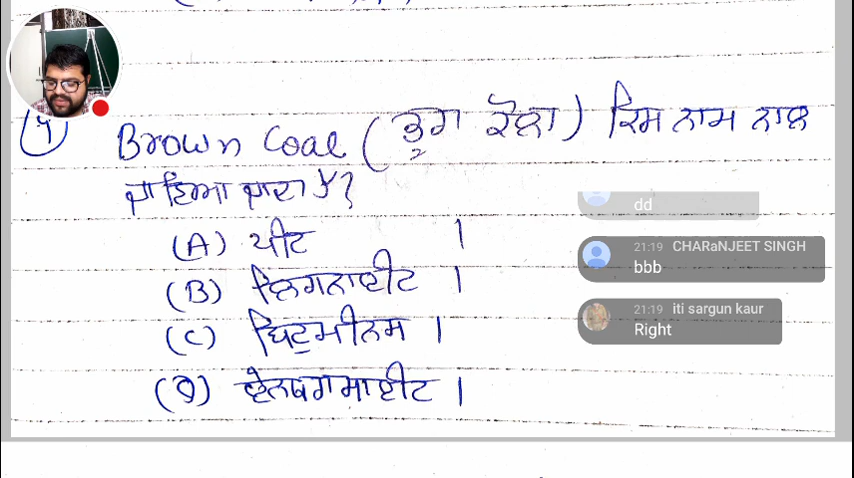 (4) Brown Coal (ਭੂਰਾ ਕੋਲਾ) ਕਿਸ ਨਾਮ ਨਾਲ
ਜਾਣਿਆ ਜਾਂਦਾ ਹੈ?
(A) ਪੀਟ ।
(B) ਲਿਗਨਾਈਟ ।
(C) ਬਿਟੁਮੀਨਸ ।
(D) ਐਨਥਰਾਸਾਈਟ ।
dd
21:19 CHARaNJEET SINGH
bbb
21:19 iti sargun kaur
Right